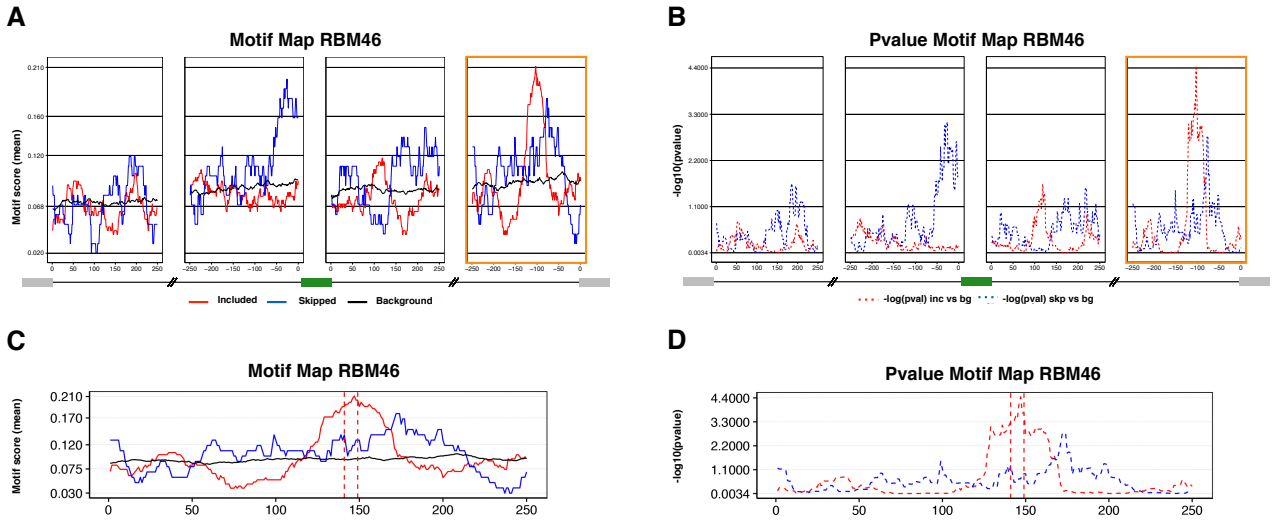 A
Motif Map RBM46
Motif score (mean)
0.210
0.160
0.120
0.068
0.020
0 50 100 150 200 250
−250 −200 −150 −100 −50 0
0 50 100 150 200 250
−250 −200 −150 −100 −50 0
Included Skipped Background
B
Pvalue Motif Map RBM46
-log10(pvalue)
4.4000
3.3000
2.2000
1.1000
0.0034
0 50 100 150 200 250
−250 −200 −150 −100 −50 0
0 50 100 150 200 250
−250 −200 −150 −100 −50 0
-log(pval) inc vs bg -log(pval) skp vs bg
C
Motif Map RBM46
Motif score (mean)
0.210
0.170
0.120
0.075
0.030
0 50 100 150 200 250
D
Pvalue Motif Map RBM46
-log10(pvalue)
4.4000
3.3000
2.2000
1.1000
0.0034
0 50 100 150 200 250